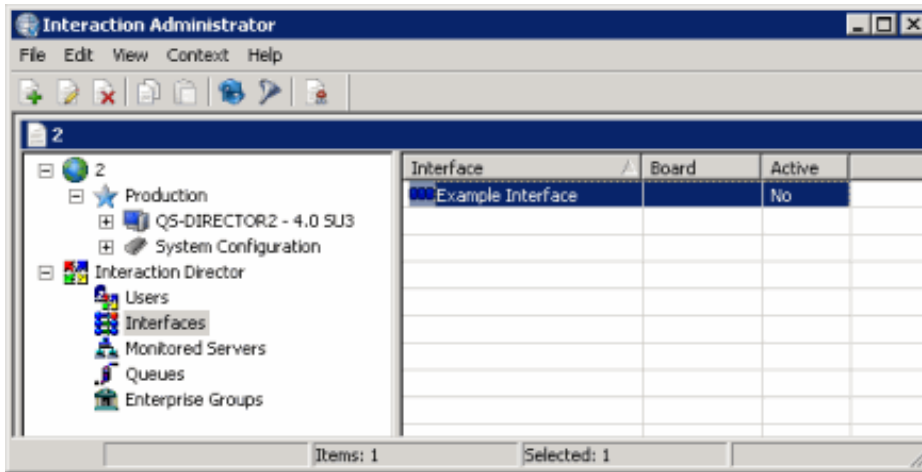 Interaction Administrator
File Edit View Context Help
2
2
Production
QS-DIRECTOR2 - 4.0 SU3
System Configuration
Interaction Director
Users
Interfaces
Monitored Servers
Queues
Enterprise Groups
Interface Board Active
Example Interface No
Items: 1 Selected: 1